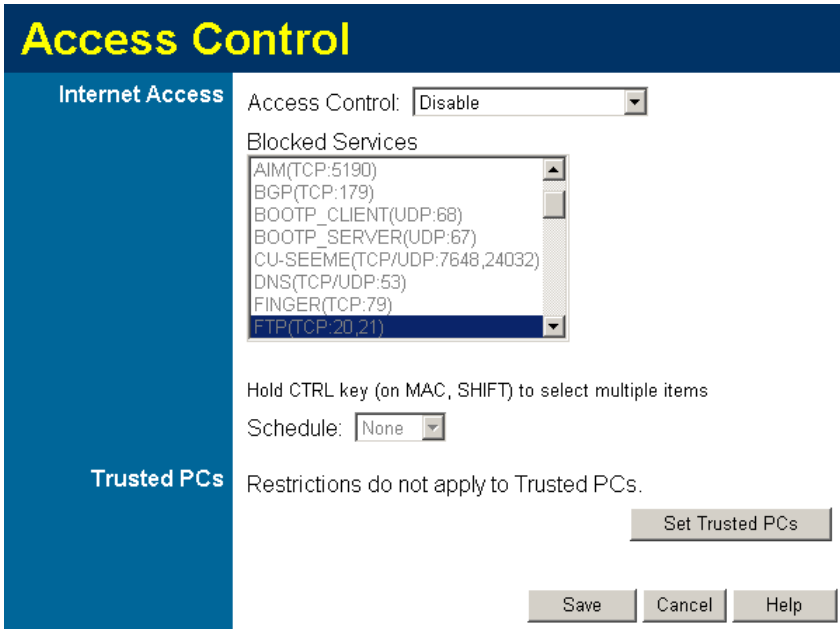 Access Control
Internet Access
Access Control: Disable
Blocked Services
AIM(TCP:5190)
BGP(TCP:179)
BOOTP_CLIENT(UDP:68)
BOOTP_SERVER(UDP:67)
CU-SEEME(TCP/UDP:7648,24032)
DNS(TCP/UDP:53)
FINGER(TCP:79)
FTP(TCP:20,21)
Hold CTRL key (on MAC, SHIFT) to select multiple items
Schedule: None
Trusted PCs
Restrictions do not apply to Trusted PCs.
Set Trusted PCs
Save Cancel Help